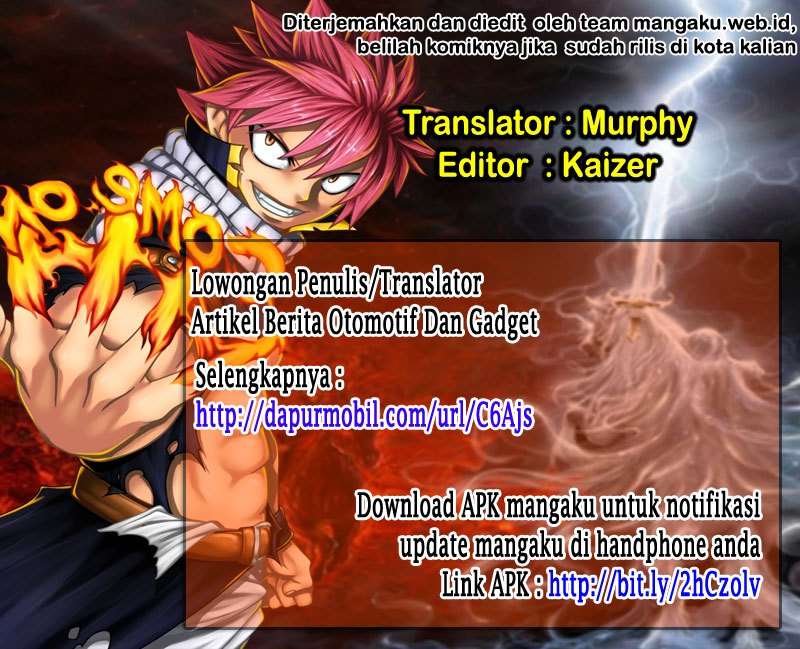 Diterjemahkan dan diedit oleh team mangaku.web.id,
belilah komiknya jika sudah rilis di kota kalian
Translator : Murphy
Editor : Kaizer
COME ON
Lowongan Penulis/Translator
Artikel Berita Otomotif Dan Gadget
Selengkapnya :
http://dapurmobil.com/url/C6Ajs
Download APK mangaku untuk notifikasi
update mangaku di handphone anda
Link APK : http://bit.ly/2hCzolv